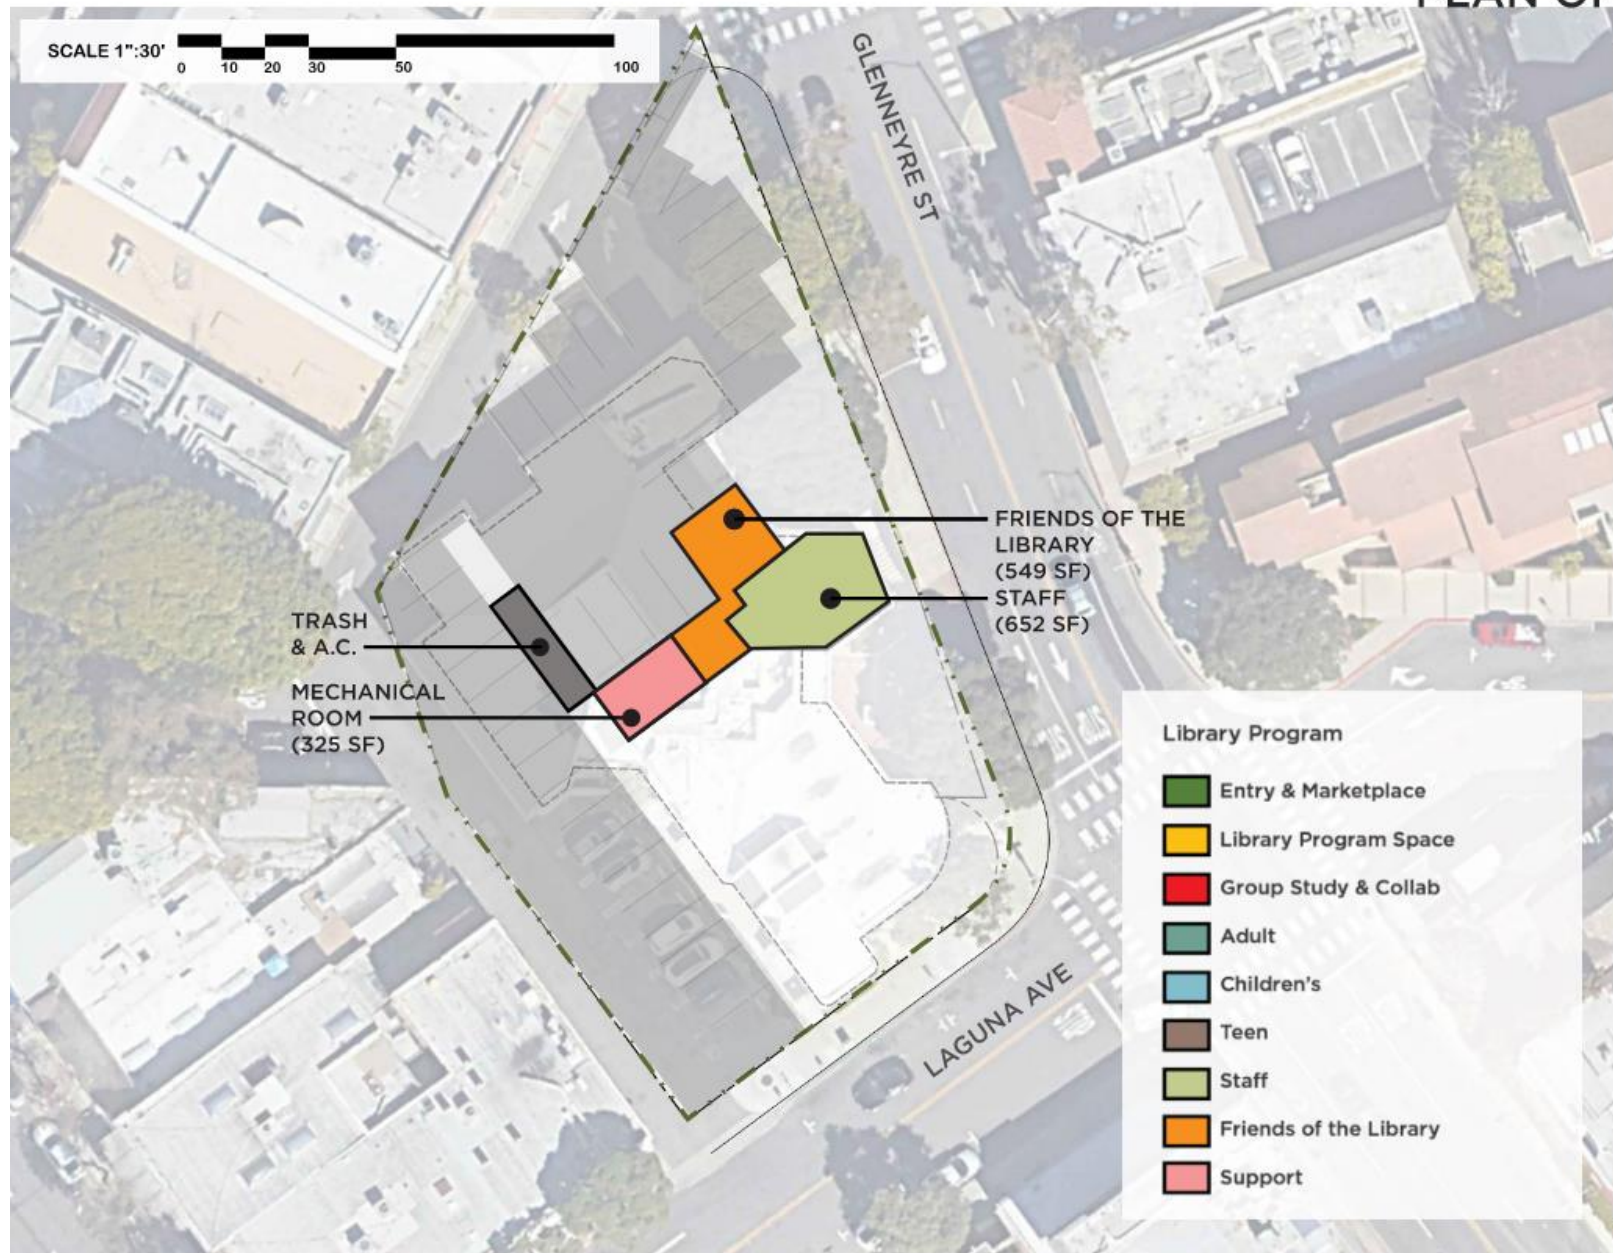 SCALE 1":30'
0 10 20 30 50 100
GLENNEYRE ST
FRIENDS OF THE
LIBRARY
(549 SF)
STAFF
(652 SF)
TRASH
& A.C.
MECHANICAL
ROOM
(325 SF)
LAGUNA AVE
Library Program
Entry & Marketplace
Library Program Space
Group Study & Collab
Adult
Children's
Teen
Staff
Friends of the Library
Support